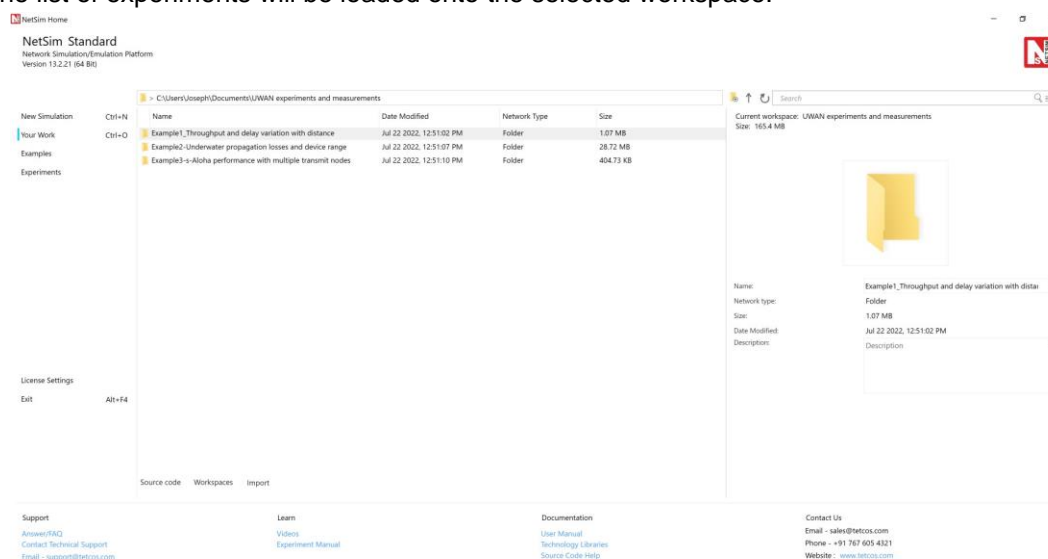 The list of experiments will be loaded onto the selected workspace.
NetSim Home
NetSim Standard
Network Simulation/Emulation Platform
Version 13.2.21 (64 Bit)
> C:\Users\Joseph\Documents\UWAN experiments and measurements
Search
New Simulation Ctrl+N
Your Work Ctrl+O
Examples
Experiments
Name Date Modified Network Type Size
Example1_Throughput and delay variation with distance Jul 22 2022, 12:51:02 PM Folder 1.07 MB
Example2-Underwater propagation losses and device range Jul 22 2022, 12:51:07 PM Folder 28.72 MB
Example3-s-Aloha performance with multiple transmit nodes Jul 22 2022, 12:51:10 PM Folder 404.73 KB
Current workspace: UWAN experiments and measurements
Size: 165.4 MB
Name: Example1_Throughput and delay variation with distan
Network type: Folder
Size: 1.07 MB
Date Modified: Jul 22 2022, 12:51:02 PM
Description: Description
License Settings
Exit Alt+F4
Source code Workspaces Import
Support
Answer/FAQ
Contact Technical Support
Email - support@tetcos.com
Learn
Videos
Experiment Manual
Documentation
User Manual
Technology Libraries
Source Code Help
Contact Us
Email - sales@tetcos.com
Phone - +91 767 605 4321
Website : www.tetcos.com